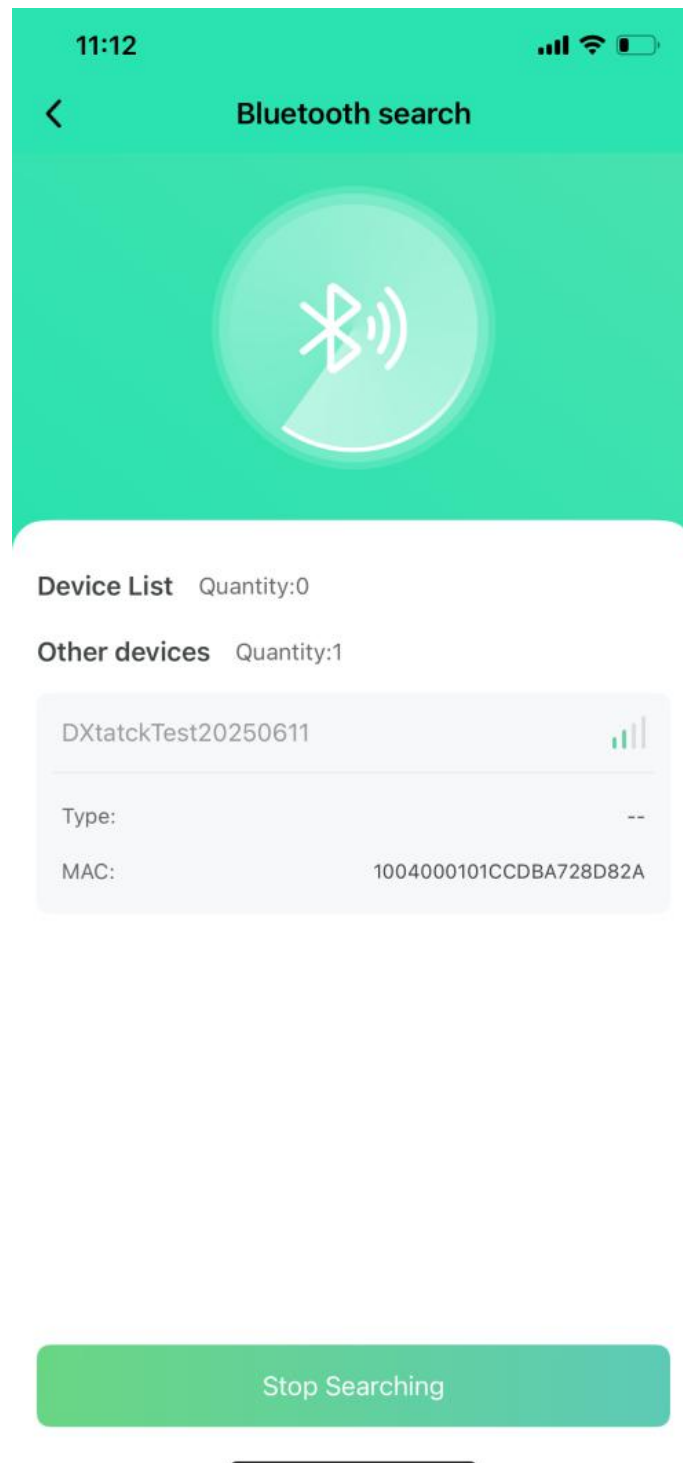 11:12
Bluetooth search
Device List Quantity:0
Other devices Quantity:1
DXtatckTest20250611
Type: --
MAC: 1004000101CCDBA728D82A
Stop Searching